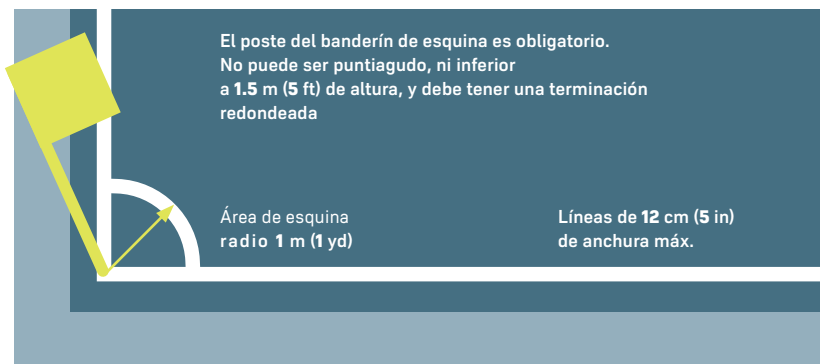 El poste del banderín de esquina es obligatorio.
No puede ser puntiagudo, ni inferior
a 1.5 m (5 ft) de altura, y debe tener una terminación
redondeada
Área de esquina
radio 1 m (1 yd)
Líneas de 12 cm (5 in)
de anchura máx.